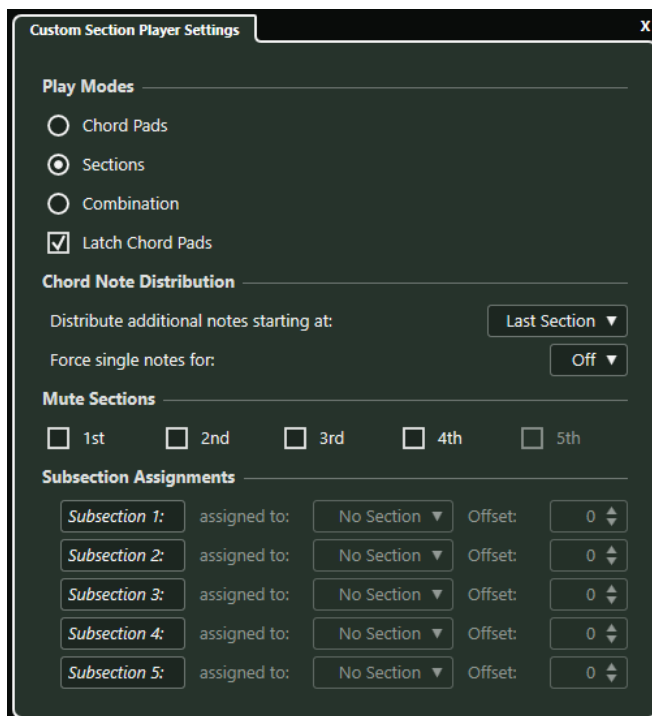 Custom Section Player Settings X
Play Modes
Chord Pads
Sections
Combination
Latch Chord Pads
Chord Note Distribution
Distribute additional notes starting at: Last Section
Force single notes for: Off
Mute Sections
1st 2nd 3rd 4th 5th
Subsection Assignments
Subsection 1: assigned to: No Section Offset: 0
Subsection 2: assigned to: No Section Offset: 0
Subsection 3: assigned to: No Section Offset: 0
Subsection 4: assigned to: No Section Offset: 0
Subsection 5: assigned to: No Section Offset: 0